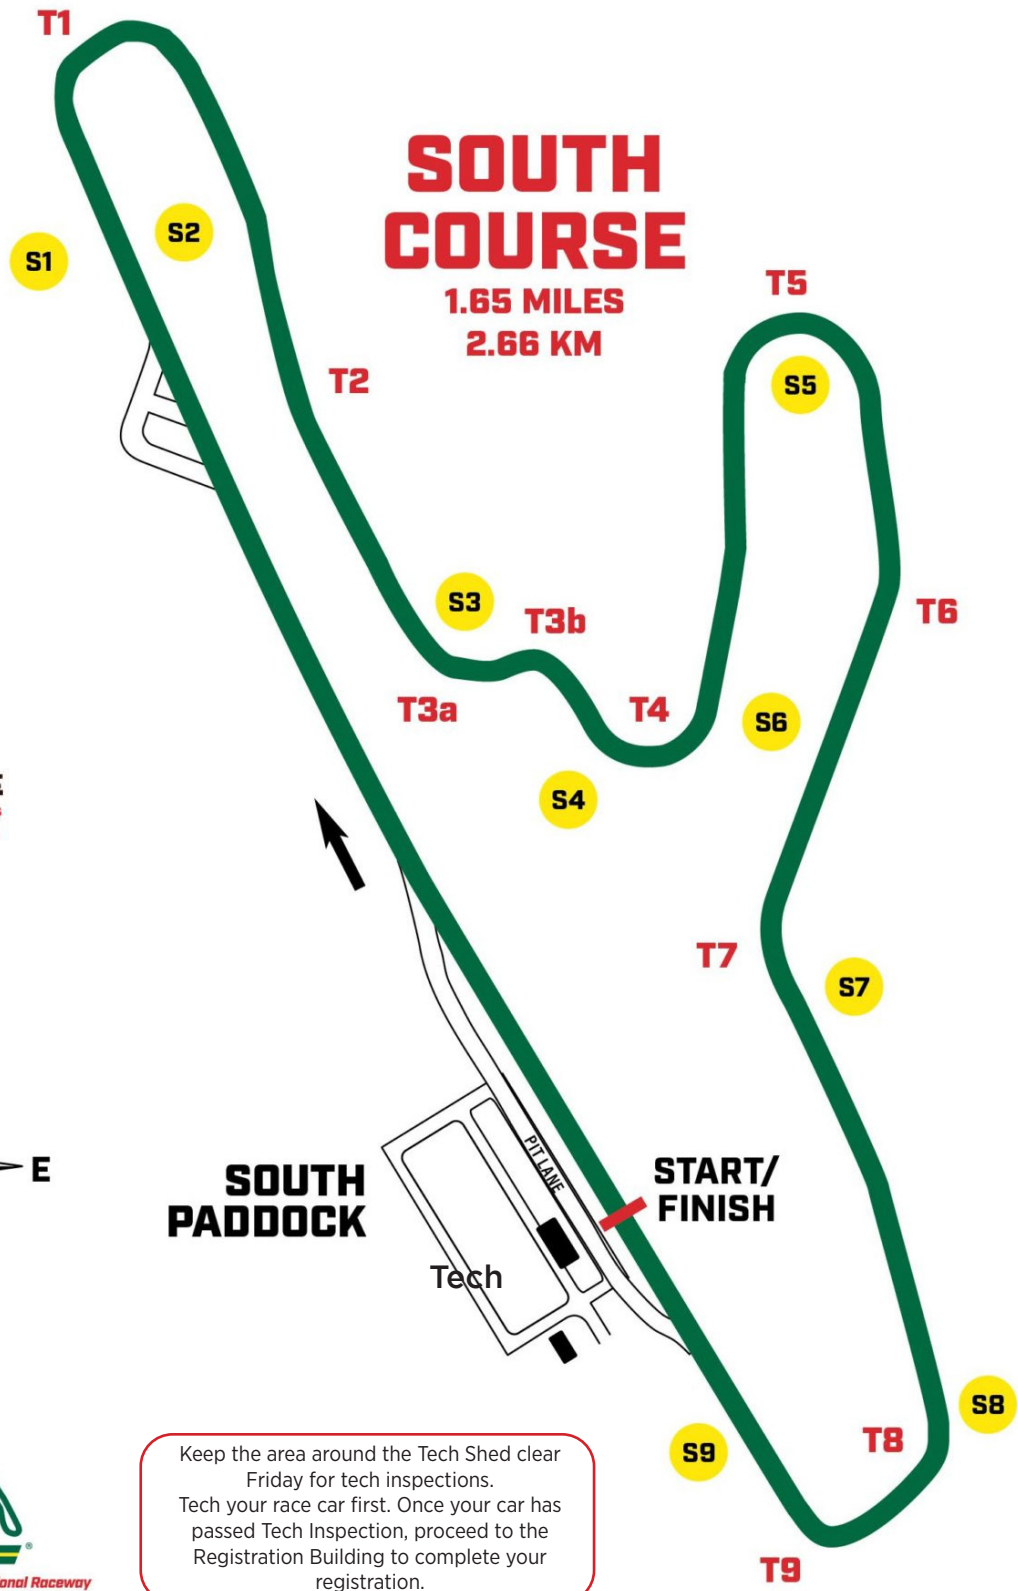 T1
SOUTH
COURSE
1.65 MILES
2.66 KM
S2
S1
T5
S5
T2
S3
T3b
T6
T3a
T4
S6
S4
T7
S7
E
PIT LANE
START/
FINISH
SOUTH
PADDOCK
Tech
S8
T8
S9
Keep the area around the Tech Shed clear
Friday for tech inspections.
Tech your race car first. Once your car has
passed Tech Inspection, proceed to the
Registration Building to complete your
registration.
T9
®
Raceway